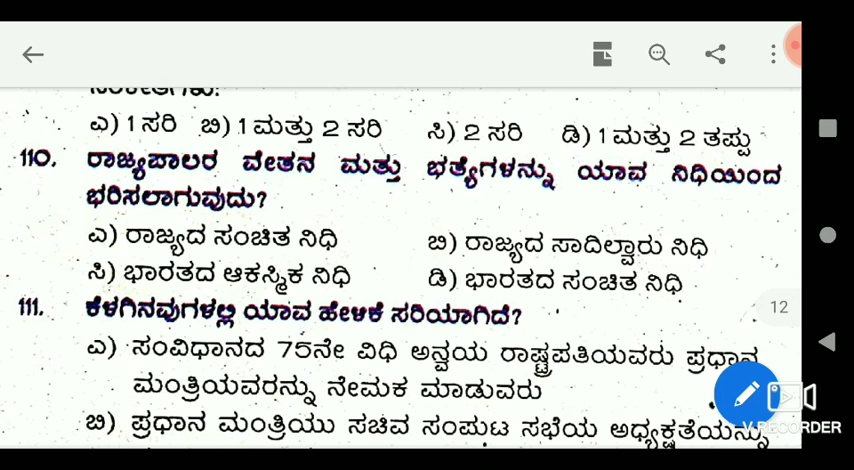 ಎ) 1 ಸರಿ ಬಿ) 1 ಮತ್ತು 2 ಸರಿ ಸಿ) 2 ಸರಿ ಡಿ) 1 ಮತ್ತು 2 ತಪ್ಪು
110. ರಾಜ್ಯಪಾಲರ ವೇತನ ಮತ್ತು ಭತ್ಯೆಗಳನ್ನು ಯಾವ ನಿಧಿಯಿಂದ
ಭರಿಸಲಾಗುವುದು?
ಎ) ರಾಜ್ಯದ ಸಂಚಿತ ನಿಧಿ ಬಿ) ರಾಜ್ಯದ ಸಾದಿಲ್ವಾರು ನಿಧಿ
ಸಿ) ಭಾರತದ ಆಕಸ್ಮಿಕ ನಿಧಿ ಡಿ) ಭಾರತದ ಸಂಚಿತ ನಿಧಿ
111. ಕೆಳಗಿನವುಗಳಲ್ಲಿ ಯಾವ ಹೇಳಿಕೆ ಸರಿಯಾಗಿದೆ?
12
ಎ) ಸಂವಿಧಾನದ 75ನೇ ವಿಧಿ ಅನ್ವಯ ರಾಷ್ಟ್ರಪತಿಯವರು ಪ್ರಧಾನ
ಮಂತ್ರಿಯವರನ್ನು ನೇಮಕ ಮಾಡುವರು
ಬಿ) ಪ್ರಧಾನ ಮಂತ್ರಿಯು ಸಚಿವ ಸಂಪುಟ ಸಭೆಯ ಅಧ್ಯಕ್ಷತೆಯನ್ನು
V RECORDER